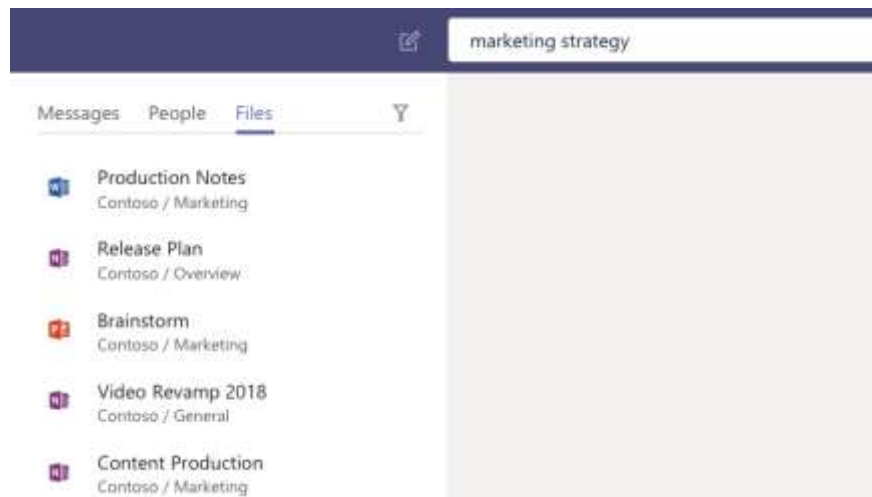 marketing strategy
Messages People Files
Production Notes
Contoso / Marketing
Release Plan
Contoso / Overview
Brainstorm
Contoso / Marketing
Video Revamp 2018
Contoso / General
Content Production
Contoso / Marketing